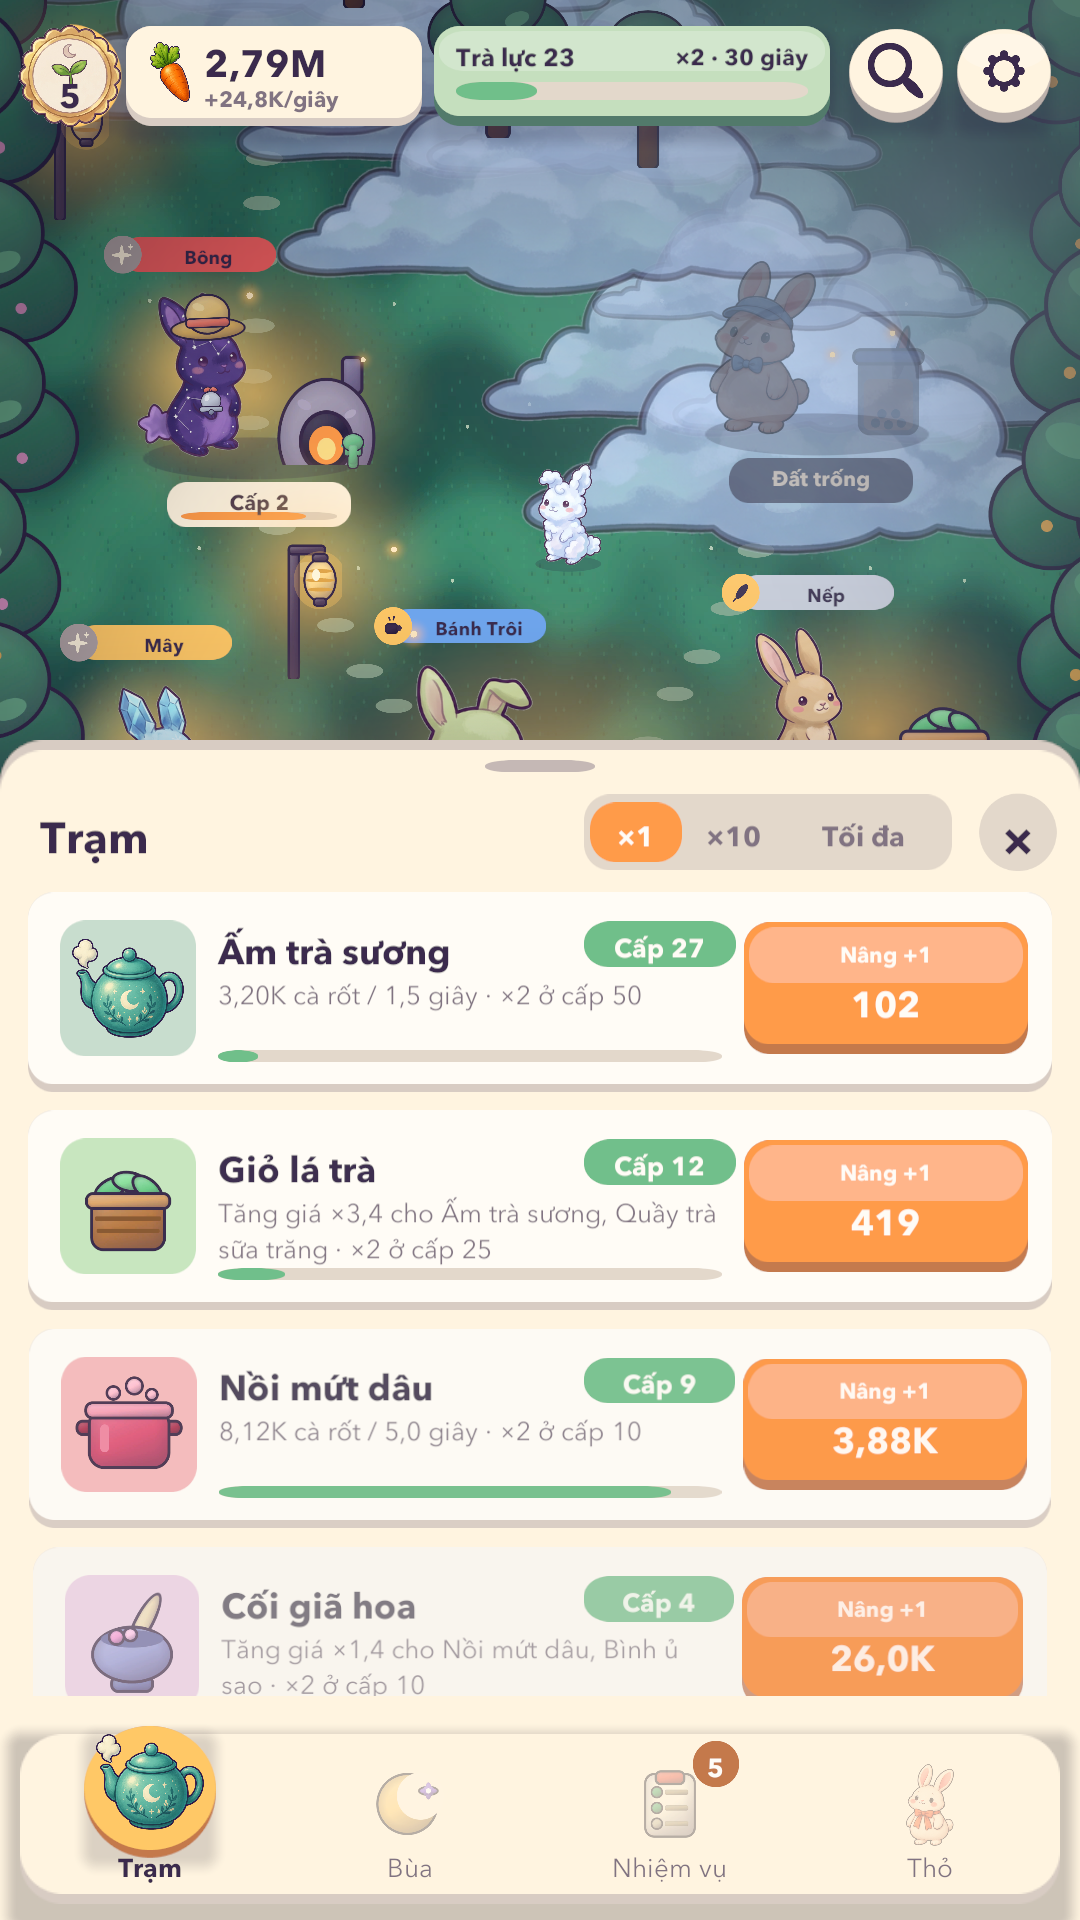 5
2,79M
+24,8K/giây
Trà lực 23
×2 · 30 giây
Bông
Cấp 2
Đất trống
Nếp
Bánh Trôi
Mây
Trạm
×1
×10
Tối đa
×
Ấm trà sương
Cấp 27
3,20K cà rốt / 1,5 giây · ×2 ở cấp 50
Nâng +1
102
Giỏ lá trà
Cấp 12
Tăng giá ×3,4 cho Ấm trà sương, Quầy trà
sữa trăng · ×2 ở cấp 25
Nâng +1
419
Nồi mứt dâu
Cấp 9
8,12K cà rốt / 5,0 giây · ×2 ở cấp 10
Nâng +1
3,88K
Cối giã hoa
Cấp 4
Tăng giá ×1,4 cho Nồi mứt dâu, Bình ủ
sao · ×2 ở cấp 10
Nâng +1
26,0K
Trạm
Bùa
5
Nhiệm vụ
Thỏ